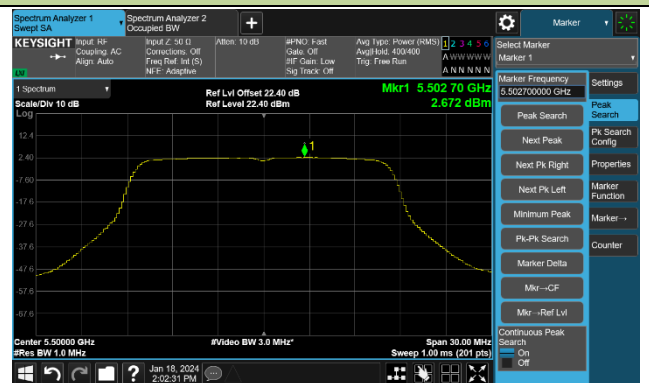 Spectrum Analyzer 1
Swept SA
Spectrum Analyzer 2
Occupied BW
+
Marker
KEYSIGHT
Input: RF
Coupling: AC
Align: Auto
Input Z: 50 Ω
Corrections: Off
Freq Ref: Int (S)
NFE: Adaptive
Atten: 10 dB
#PNO: Fast
Gate: Off
#IF Gain: Low
Sig Track: Off
Avg Type: Power (RMS)
Avg|Hold: 400/400
Trig: Free Run
1 2 3 4 5 6
A W W W W W
A N N N N N
Select Marker
Marker 1
1 Spectrum
Scale/Div 10 dB
Log
Ref Lvl Offset 22.40 dB
Ref Level 22.40 dBm
Mkr1 5.502 70 GHz
2.672 dBm
12.4
2.40
-7.60
-17.6
-27.6
-37.6
-47.6
-57.6
-67.6
1
Center 5.50000 GHz
#Res BW 1.0 MHz
#Video BW 3.0 MHz*
Span 30.00 MHz
Sweep 1.00 ms (201 pts)
Marker Frequency
5.502700000 GHz
Peak Search
Next Peak
Next Pk Right
Next Pk Left
Minimum Peak
Pk-Pk Search
Marker Delta
Mkr→CF
Mkr→Ref Lvl
Continuous Peak
Search
On
Off
Settings
Peak
Search
Pk Search
Config
Properties
Marker
Function
Marker→
Counter
?
Jan 18, 2024
2:02:31 PM